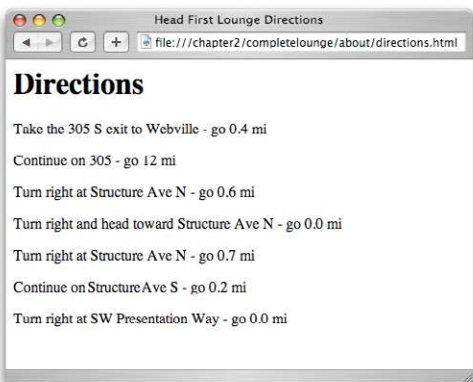 Head First Lounge Directions
file:///chapter2/completelounge/about/directions.html
Directions
Take the 305 S exit to Webville - go 0.4 mi
Continue on 305 - go 12 mi
Turn right at Structure Ave N - go 0.6 mi
Turn right and head toward Structure Ave N - go 0.0 mi
Turn right at Structure Ave N - go 0.7 mi
Continue on Structure Ave S - go 0.2 mi
Turn right at SW Presentation Way - go 0.0 mi